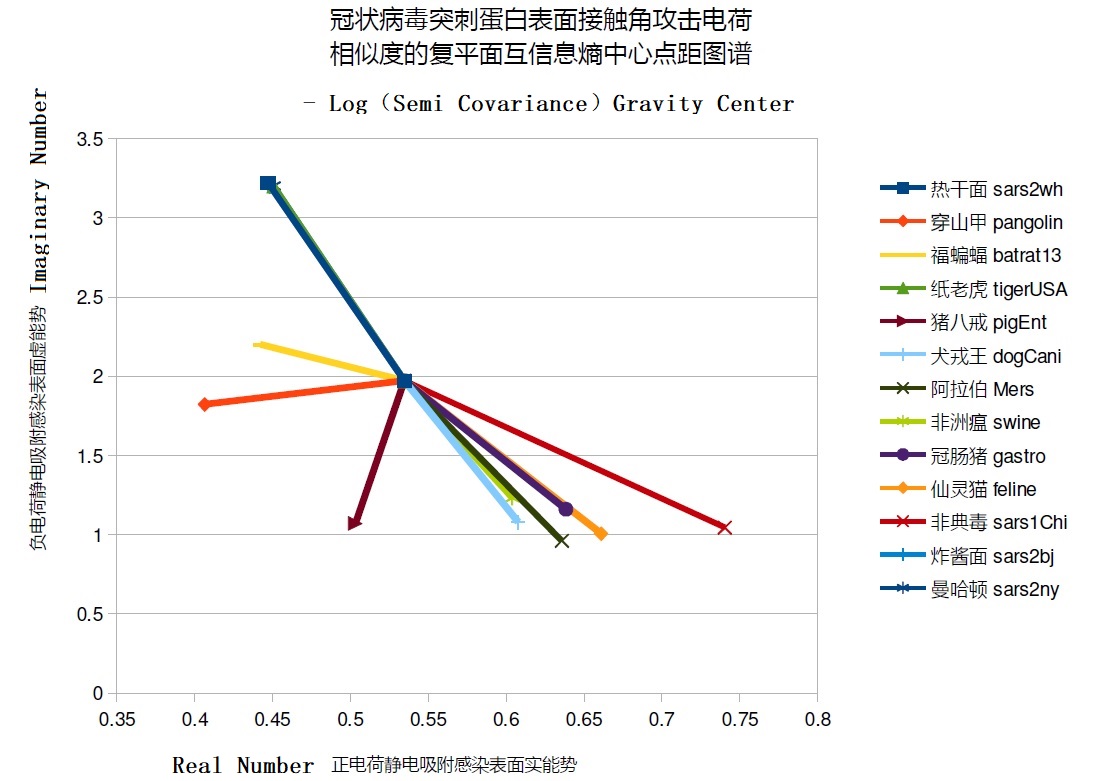 冠状病毒突刺蛋白表面接触角攻击电荷
相似度的复平面互信息熵中心点距图谱
- Log（Semi Covariance）Gravity Center
负电荷静电吸附感染表面虚能势 Imaginary Number
3.5
3
2.5
2
1.5
1
0.5
0
0.35 0.4 0.45 0.5 0.55 0.6 0.65 0.7 0.75 0.8
Real Number 正电荷静电吸附感染表面实能势
热干面 sars2wh
穿山甲 pangolin
福蝙蝠 batrat13
纸老虎 tigerUSA
猪八戒 pigEnt
犬戎王 dogCani
阿拉伯 Mers
非洲瘟 swine
冠肠猪 gastro
仙灵猫 feline
非典毒 sars1Chi
炸酱面 sars2bj
曼哈顿 sars2ny